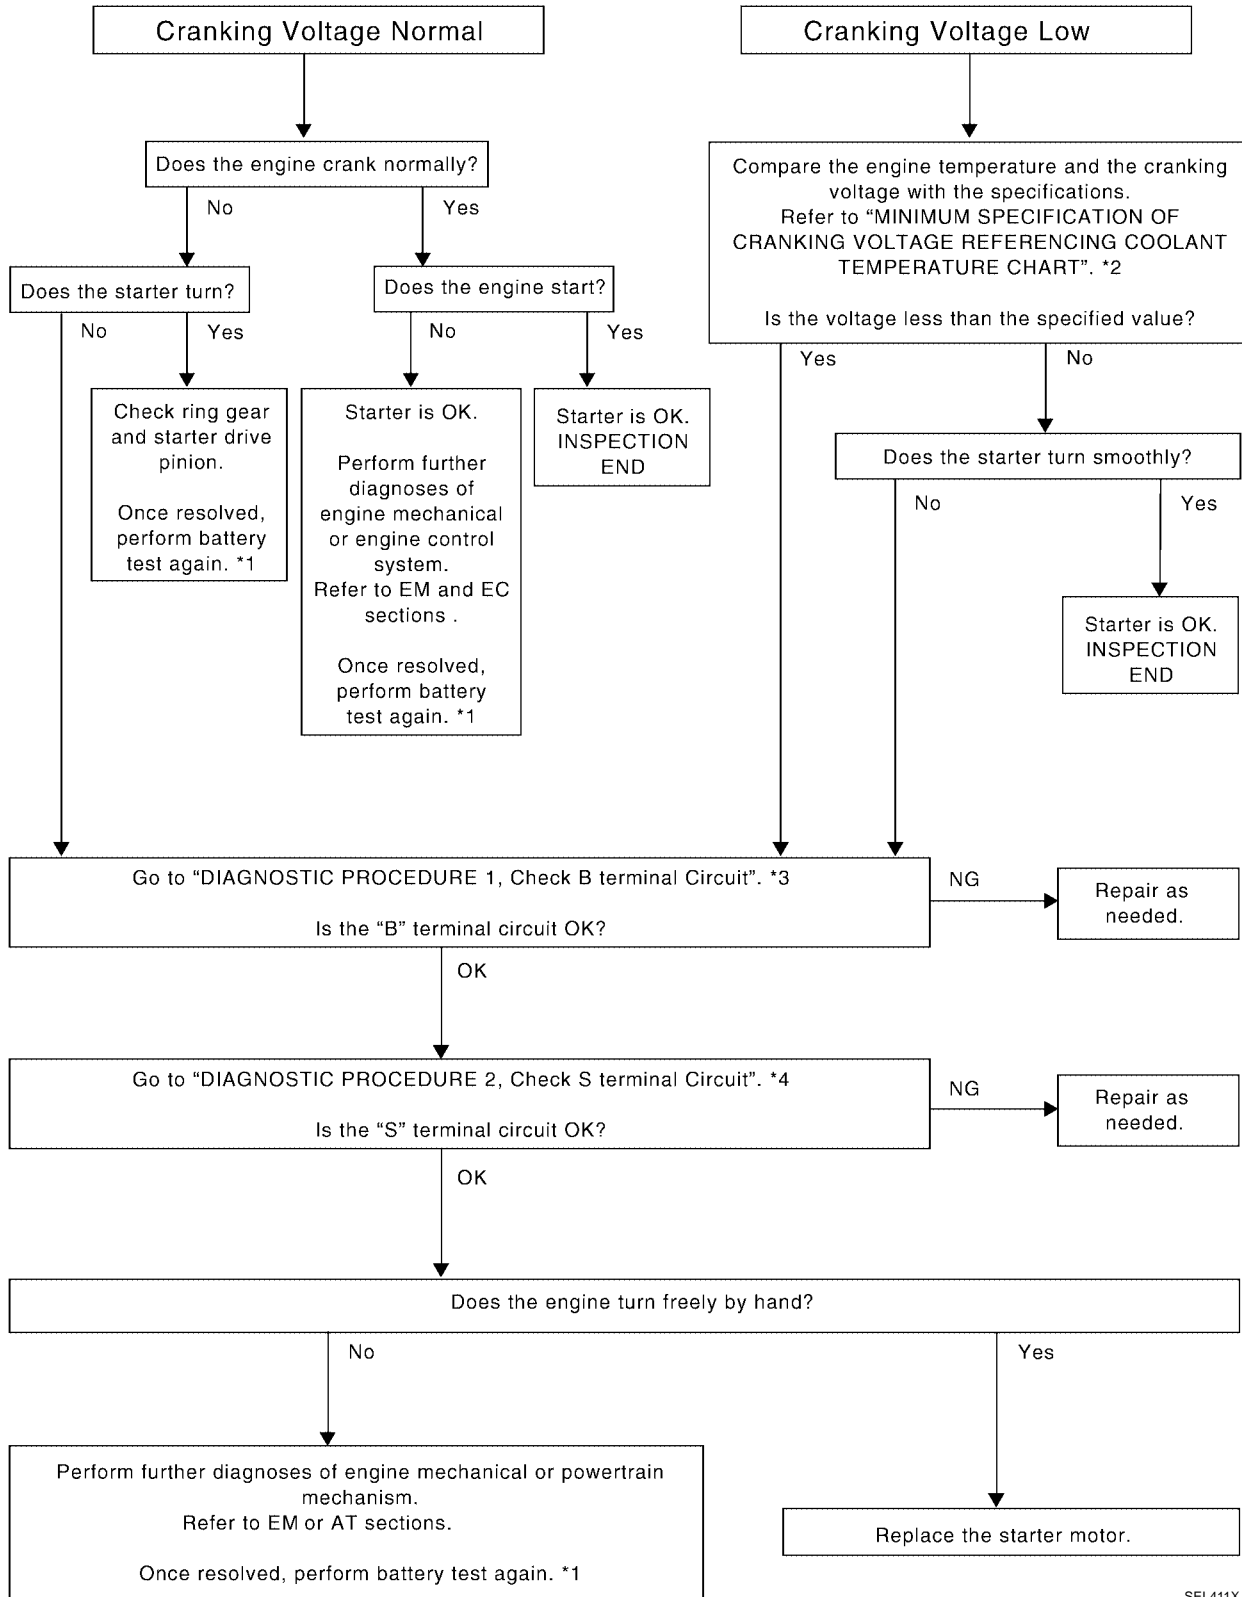 Cranking Voltage Normal
Cranking Voltage Low
Does the engine crank normally?
No
Yes
Compare the engine temperature and the cranking
voltage with the specifications.
Refer to “MINIMUM SPECIFICATION OF
CRANKING VOLTAGE REFERENCING COOLANT
TEMPERATURE CHART”. *2
Is the voltage less than the specified value?
Does the starter turn?
Does the engine start?
No
Yes
No
Yes
Yes
No
Check ring gear
and starter drive
pinion.
Once resolved,
perform battery
test again. *1
Starter is OK.
Perform further
diagnoses of
engine mechanical
or engine control
system.
Refer to EM and EC
sections .
Once resolved,
perform battery
test again. *1
Starter is OK.
INSPECTION
END
Does the starter turn smoothly?
No
Yes
Starter is OK.
INSPECTION
END
Go to “DIAGNOSTIC PROCEDURE 1, Check B terminal Circuit”. *3
Is the “B” terminal circuit OK?
NG
Repair as
needed.
OK
Go to “DIAGNOSTIC PROCEDURE 2, Check S terminal Circuit”. *4
Is the “S” terminal circuit OK?
NG
Repair as
needed.
OK
Does the engine turn freely by hand?
No
Yes
Perform further diagnoses of engine mechanical or powertrain
mechanism.
Refer to EM or AT sections.
Once resolved, perform battery test again. *1
Replace the starter motor.
SEL411X